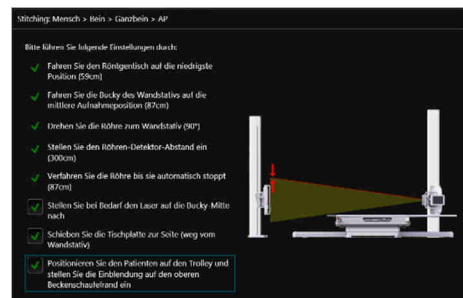 Stitching: Mensch > Bein > Ganzbein > AP
Bitte führen Sie folgende Einstellungen durch:
Fahren Sie den Röntgentisch auf die niedrigste
Position (59cm)
Fahren Sie die Bucky des Wandstativs auf die
mittlere Aufnahmeposition (87cm)
Drehen Sie die Röhre zum Wandstativ (90°)
Stellen Sie den Röhren-Detektor-Abstand ein
(300cm)
Verfahren Sie die Röhre bis sie automatisch stoppt
(87cm)
Stellen Sie bei Bedarf den Laser auf die Bucky-Mitte
nach
Schieben Sie die Tischplatte zur Seite (weg vom
Wandstativ)
Positionieren Sie den Patienten auf den Trolley und
stellen Sie die Einblendung auf den oberen
Beckenschaufelrand ein